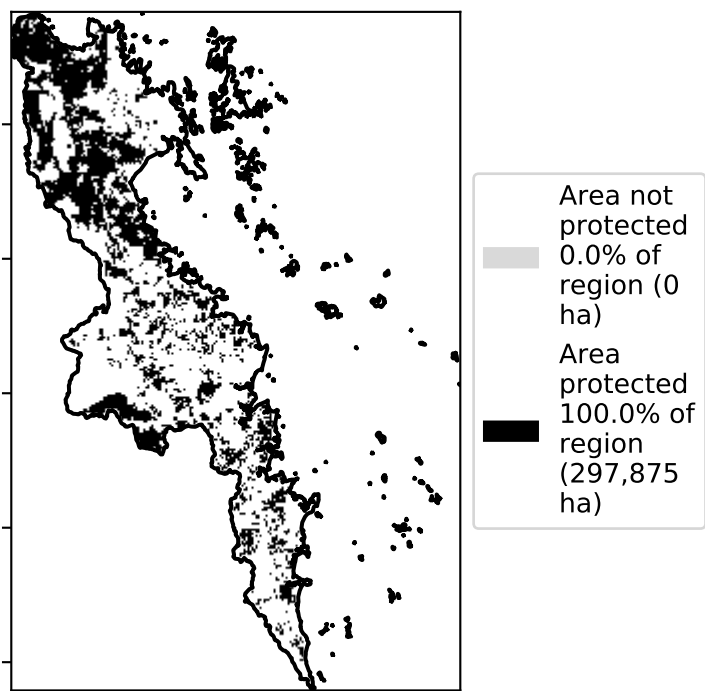 Area not
protected
0.0% of
region (0
ha)
Area
protected
100.0% of
region
(297,875
ha)